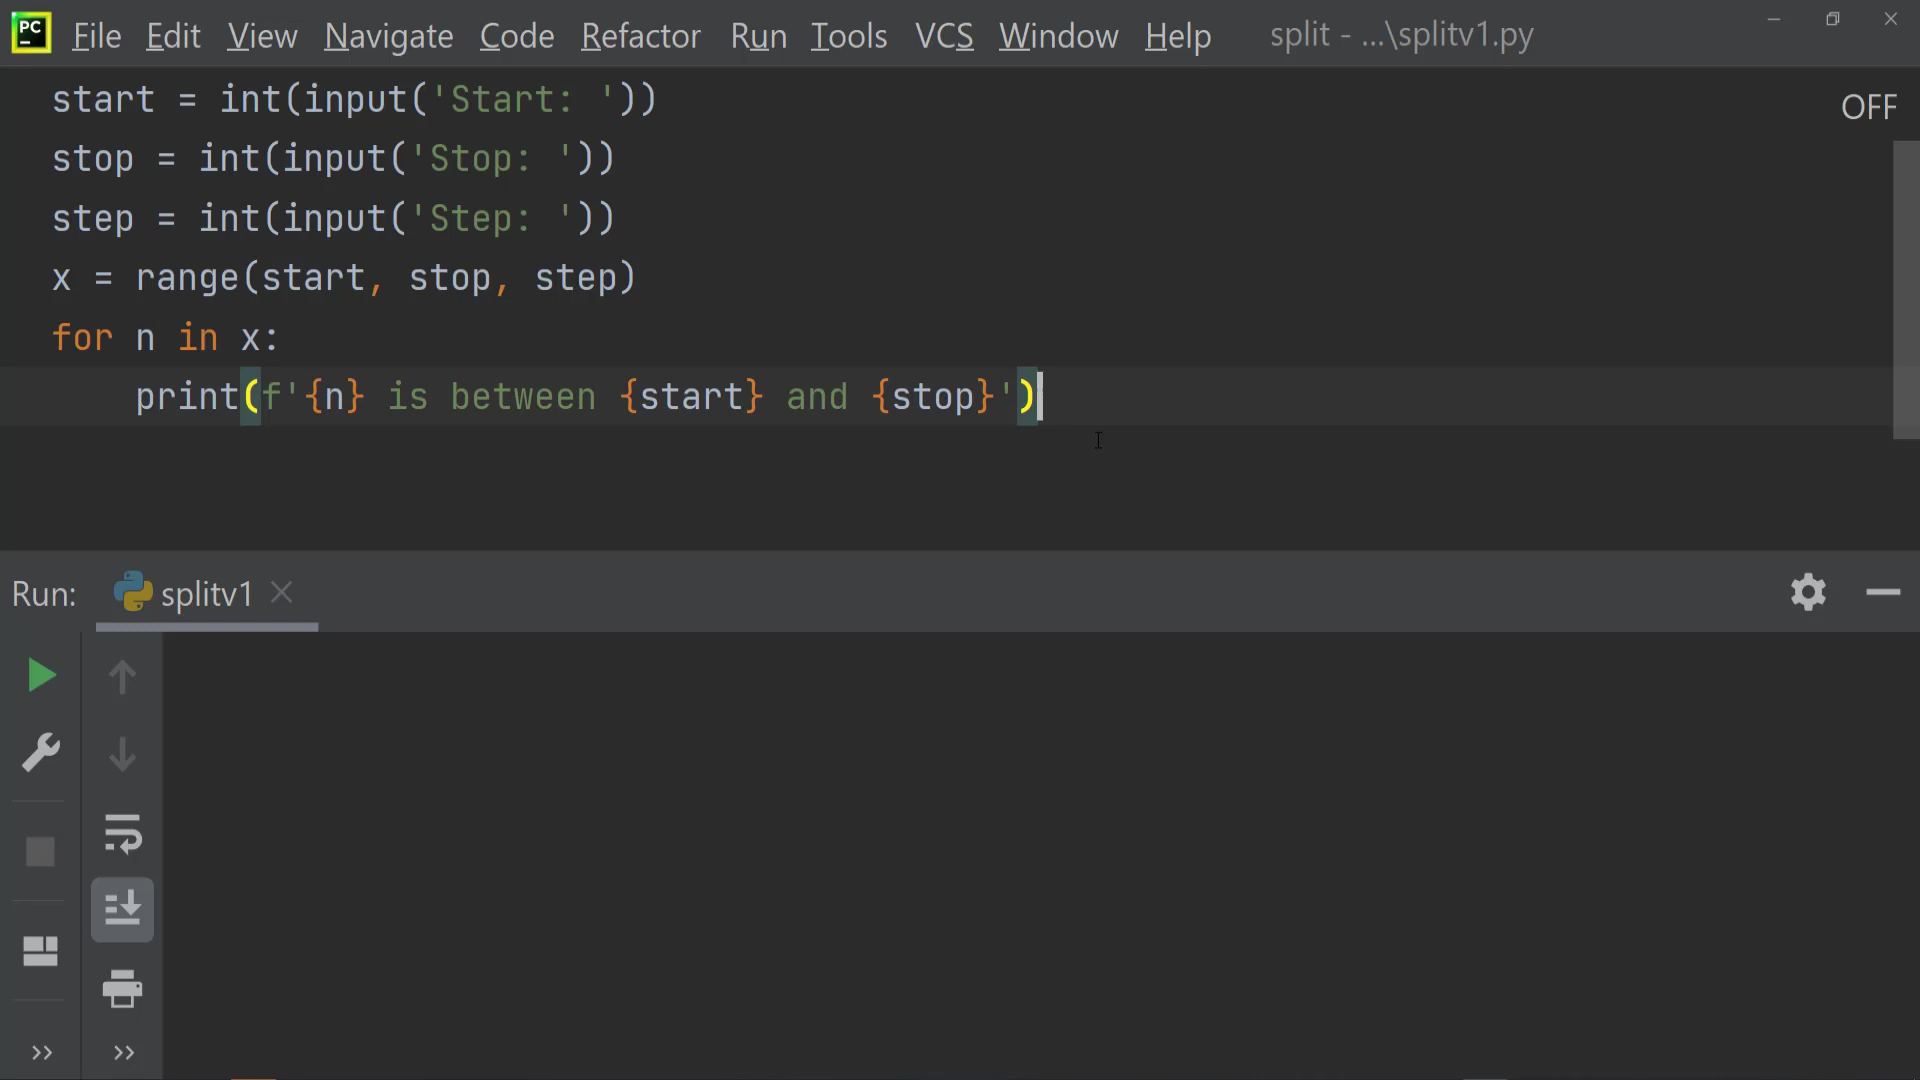 PC File Edit View Navigate Code Refactor Run Tools VCS Window Help split - ...\splitv1.py
start = int(input('Start: '))
OFF
stop = int(input('Stop: '))
step = int(input('Step: '))
x = range(start, stop, step)
for n in x:
    print(f'{n} is between {start} and {stop}')
Run: splitv1